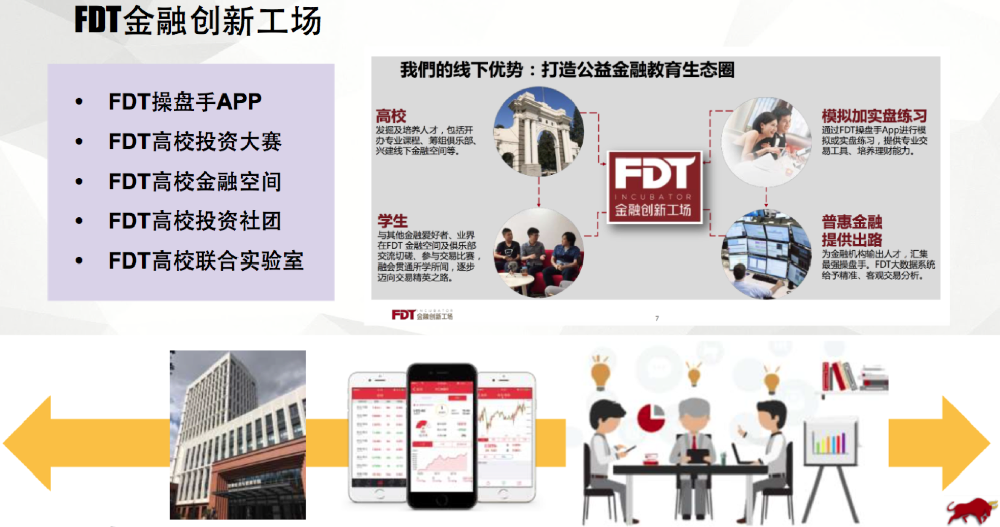 FDT金融创新工场
• FDT操盘手APP
• FDT高校投资大赛
• FDT高校金融空间
• FDT高校投资社团
• FDT高校联合实验室
我們的线下优势：打造公益金融教育生态圈
高校
发掘及培养人才，包括开
办专业课程、筹组俱乐部、
兴建线下金融空间等。
学生
与其他金融爱好者、业界
在FDT 金融空间及俱乐部
交流切磋、参与交易比赛，
融会贯通所学所闻，逐步
迈向交易精英之路。
FDT
INCUBATOR
金融创新工场
模拟加实盘练习
通过FDT操盘手App进行模
拟或实盘练习，提供专业交
易工具、培养理财能力。
普惠金融
提供出路
为金融机构输出人才，汇集
最强操盘手。FDT大数据系统
给予精准、客观交易分析。
FDT INCUBATOR
金融创新工场
7